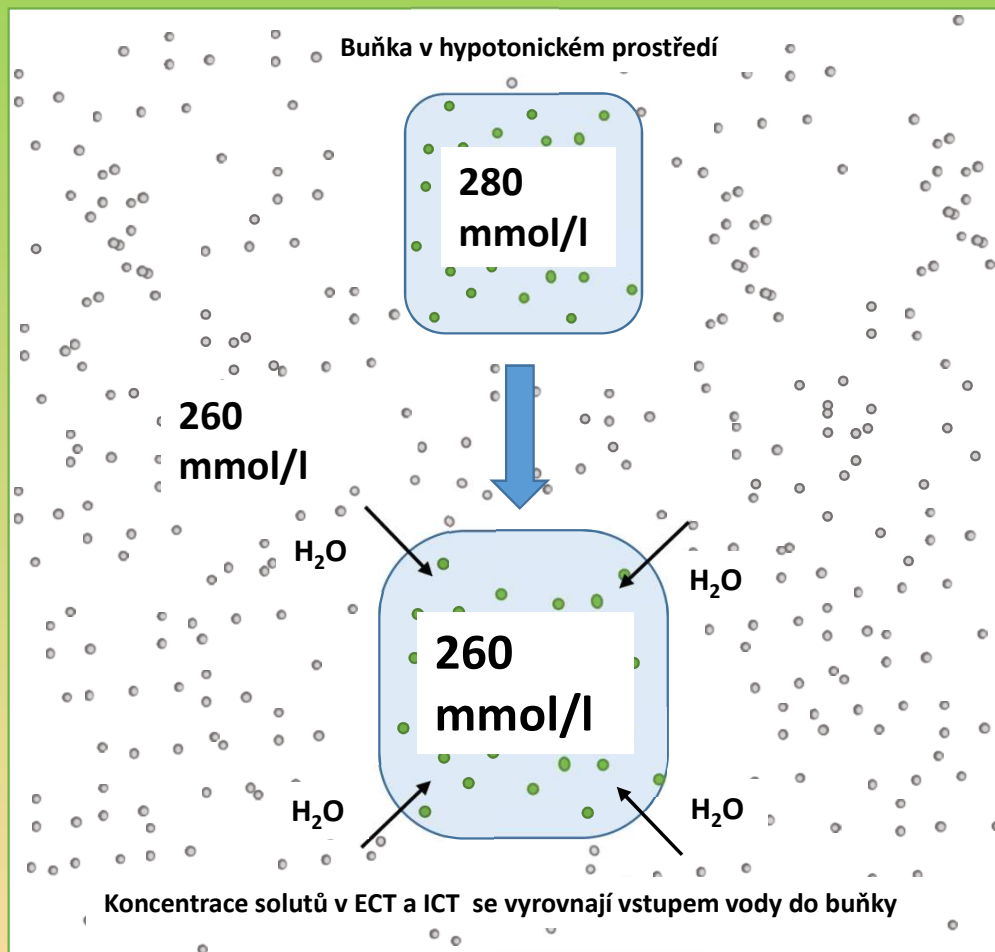 Buňka v hypotonickém prostředí
280
mmol/l
260
mmol/l
H₂O
H₂O
260
mmol/l
H₂O
H₂O
Koncentrace solutů v ECT a ICT se vyrovnají vstupem vody do buňky